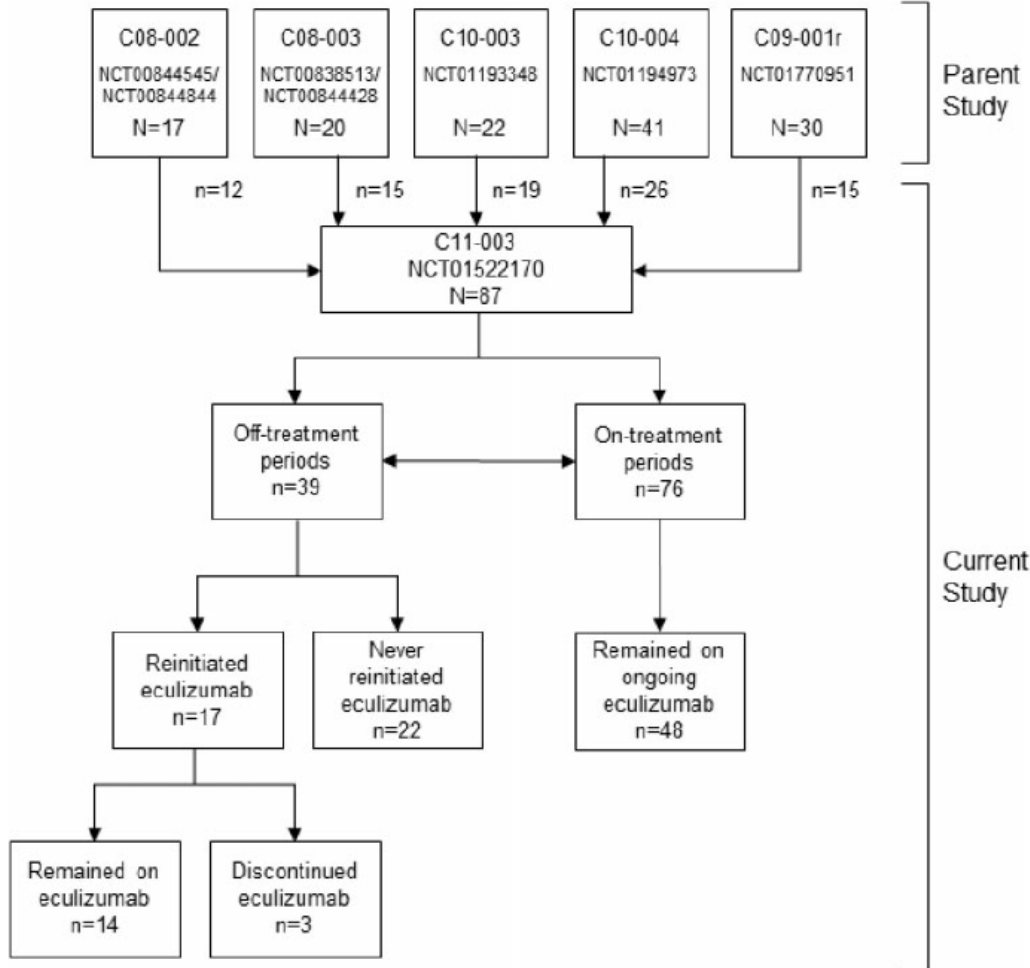 C08-002
NCT00844545/
NCT00844844
N=17
C08-003
NCT00838513/
NCT00844428
N=20
C10-003
NCT01193348
N=22
C10-004
NCT01194973
N=41
C09-001r
NCT01770951
N=30
Parent
Study
n=12
n=15
n=19
n=26
n=15
C11-003
NCT01522170
N=87
Off-treatment
periods
n=39
On-treatment
periods
n=76
Current
Study
Reinitiated
eculizumab
n=17
Never
reinitiated
eculizumab
n=22
Remained on
ongoing
eculizumab
n=48
Remained on
eculizumab
n=14
Discontinued
eculizumab
n=3